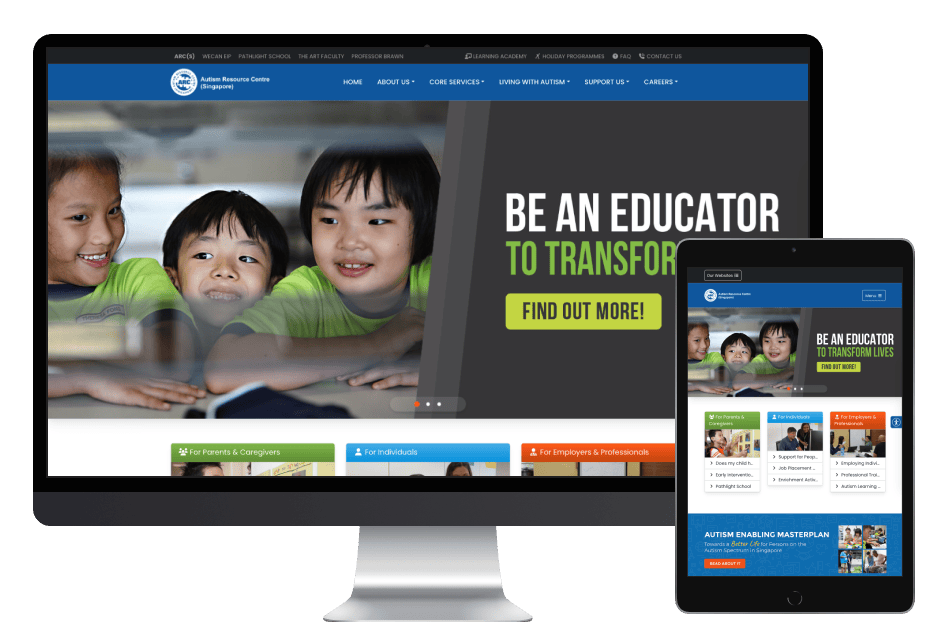 ARC(S) WECAN EIP PATHLIGHT SCHOOL THE ART FACULTY PROFESSOR BRAWN LEARNING ACADEMY HOLIDAY PROGRAMMES FAQ CONTACT US
Autism Resource Centre
(Singapore)
HOME ABOUT US CORE SERVICES LIVING WITH AUTISM SUPPORT US CAREERS
ARC
BE AN EDUCATOR
TO TRANSFOR
FIND OUT MORE!
For Parents & Caregivers
For Individuals
For Employers & Professionals
Our Websites
Autism Resource Centre
(Singapore)
Menu
BE AN EDUCATOR
TO TRANSFORM LIVES
FIND OUT MORE!
For Parents &
Caregivers
Does my child h...
Early Interventio...
Pathlight School
For Individuals
Support for Peop...
Job Placement ...
Enrichment Activ...
For Employers &
Professionals
Employing Indivi...
Professional Trai...
Autism Learning ...
AUTISM ENABLING MASTERPLAN
Towards a Better Life for Persons on the
Autism Spectrum in Singapore
READ ABOUT IT